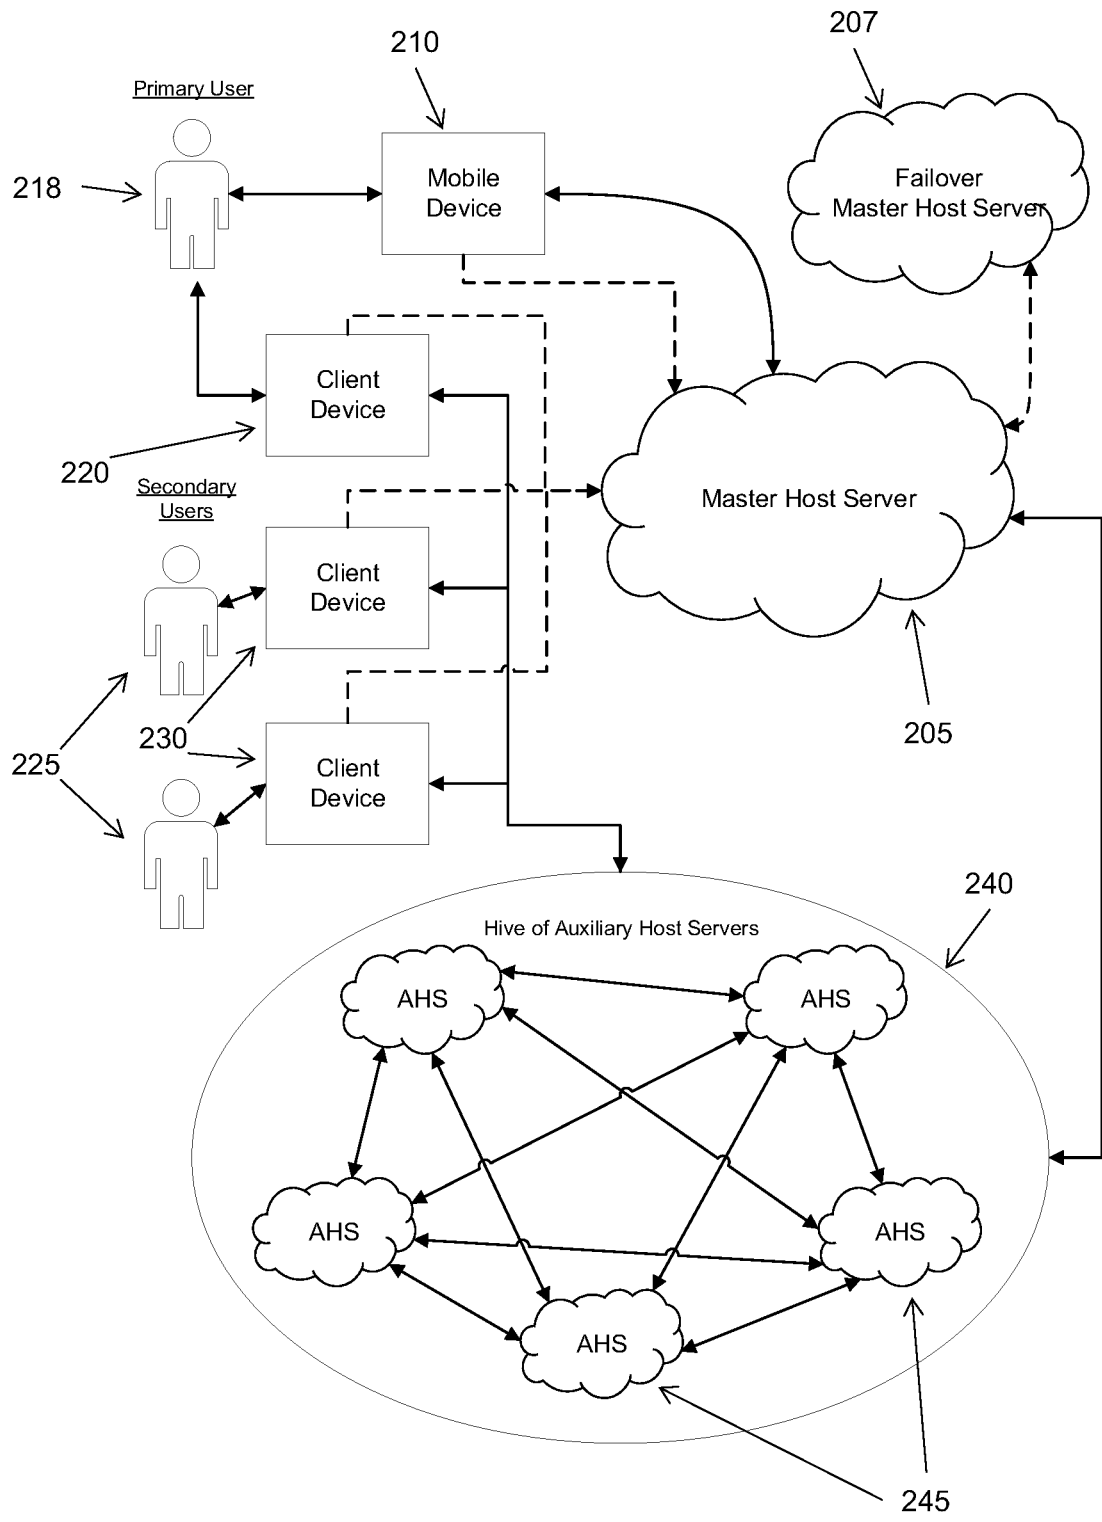 207
210
Primary User
218
Mobile
Device
Failover
Master Host Server
Client
Device
220
Secondary
Users
Master Host Server
Client
Device
230
225
205
Client
Device
240
Hive of Auxiliary Host Servers
AHS
AHS
AHS
AHS
AHS
245